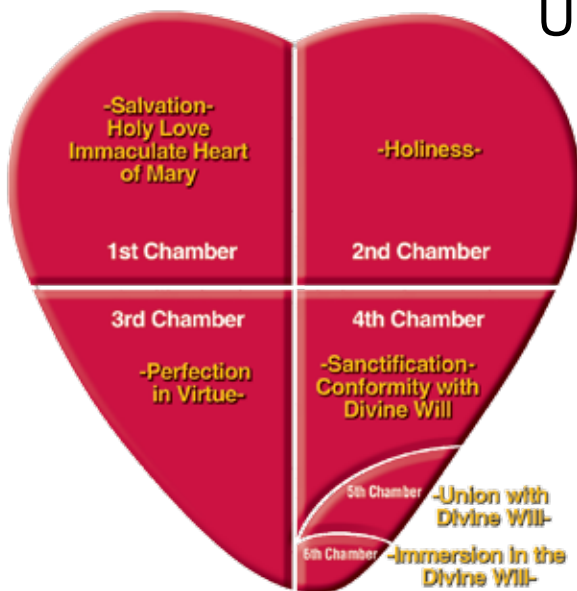 U
-Salvation-
Holy Love
Immaculate Heart
of Mary
1st Chamber
-Holiness-
2nd Chamber
3rd Chamber
-Perfection
in Virtue-
4th Chamber
-Sanctification-
Conformity with
Divine Will
5th Chamber
-Union with
Divine Will-
6th Chamber
-Immersion in the
Divine Will-